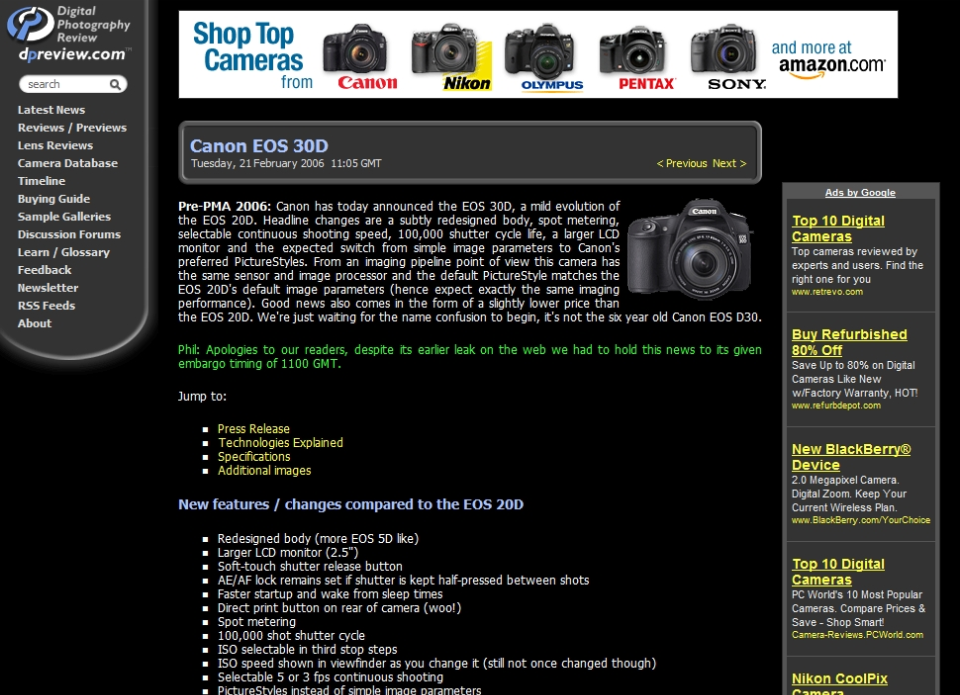 Digital
Photography
Review
dpreview.com
search
Latest News
Reviews / Previews
Lens Reviews
Camera Database
Timeline
Buying Guide
Sample Galleries
Discussion Forums
Learn / Glossary
Feedback
Newsletter
RSS Feeds
About
Shop Top
Cameras
from
Canon
Nikon
OLYMPUS
PENTAX
SONY.
and more at
amazon.com
Canon EOS 30D
Tuesday, 21 February 2006 11:05 GMT
< Previous Next >
Pre-PMA 2006: Canon has today announced the EOS 30D, a mild evolution of
the EOS 20D. Headline changes are a subtly redesigned body, spot metering,
selectable continuous shooting speed, 100,000 shutter cycle life, a larger LCD
monitor and the expected switch from simple image parameters to Canon's
preferred PictureStyles. From an imaging pipeline point of view this camera has
the same sensor and image processor and the default PictureStyle matches the
EOS 20D's default image parameters (hence expect exactly the same imaging
performance). Good news also comes in the form of a slightly lower price than
the EOS 20D. We're just waiting for the name confusion to begin, it's not the six year old Canon EOS D30.
Canon
Phil: Apologies to our readers, despite its earlier leak on the web we had to hold this news to its given
embargo timing of 1100 GMT.
Jump to:
Press Release
Technologies Explained
Specifications
Additional images
New features / changes compared to the EOS 20D
Redesigned body (more EOS 5D like)
Larger LCD monitor (2.5")
Soft-touch shutter release button
AE/AF lock remains set if shutter is kept half-pressed between shots
Faster startup and wake from sleep times
Direct print button on rear of camera (woo!)
Spot metering
100,000 shot shutter cycle
ISO selectable in third stop steps
ISO speed shown in viewfinder as you change it (still not once changed though)
Selectable 5 or 3 fps continuous shooting
PictureStyles instead of simple image parameters
Ads by Google
Top 10 Digital
Cameras
Top cameras reviewed by
experts and users. Find the
right one for you
www.retrevo.com
Buy Refurbished
80% Off
Save Up to 80% on Digital
Cameras Like New
w/Factory Warranty, HOT!
www.refurbdepot.com
New BlackBerry®
Device
2.0 Megapixel Camera.
Digital Zoom. Keep Your
Current Wireless Plan.
www.BlackBerry.com/YourChoice
Top 10 Digital
Cameras
PC World's 10 Most Popular
Cameras. Compare Prices &
Save - Shop Smart!
Camera-Reviews.PCWorld.com
Nikon CoolPix
Camera